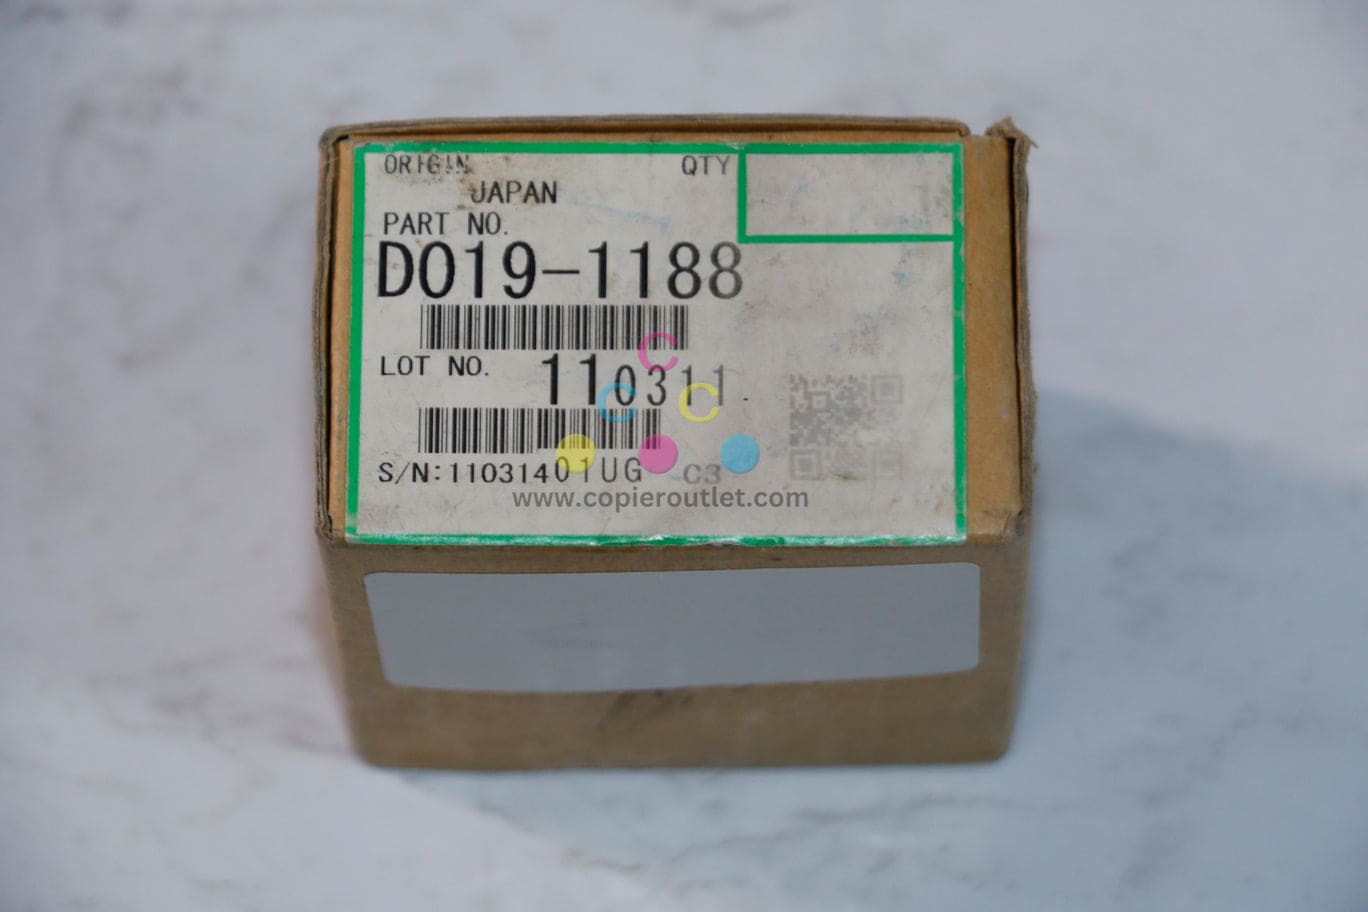 ORIGIN QTY
JAPAN
PART NO.
D019-1188
LOT NO. 110311
S/N:11031401UG C3
C
C C
www.copieroutlet.com